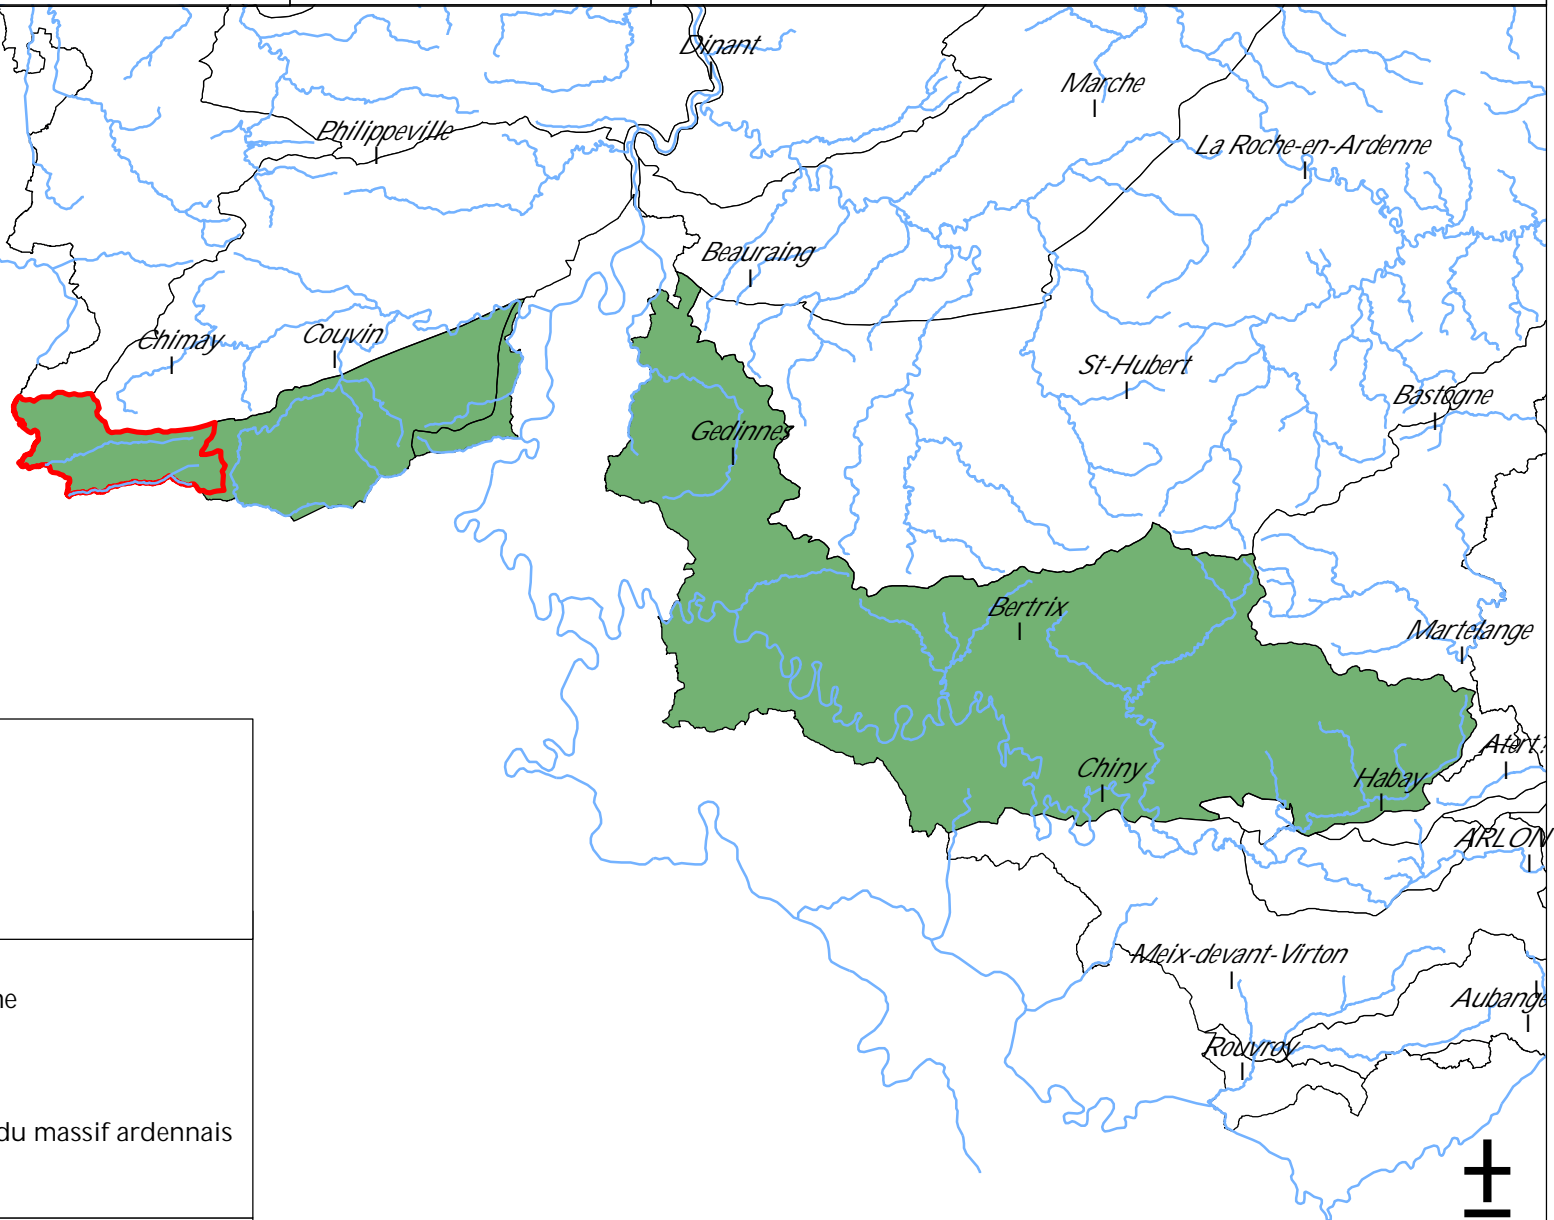 Dinant
Marche
Philippeville
La Roche-en-Ardenne
Beauraing
Chimay
Couvin
St-Hubert
Bastogne
Gedinnes
Bertrix
Martelange
Atert
Chiny
Habay
ARLON
Meix-devant-Virton
ne
Aubange
Rouvroy
du massif ardennais